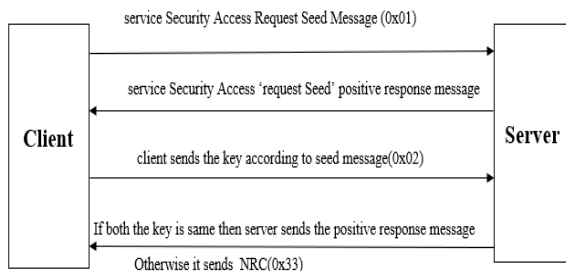 service Security Access Request Seed Message (0x01)
service Security Access ‘request Seed’ positive response message
Client
Server
client sends the key according to seed message(0x02)
If both the key is same then server sends the positive response message
Otherwise it sends NRC(0x33)